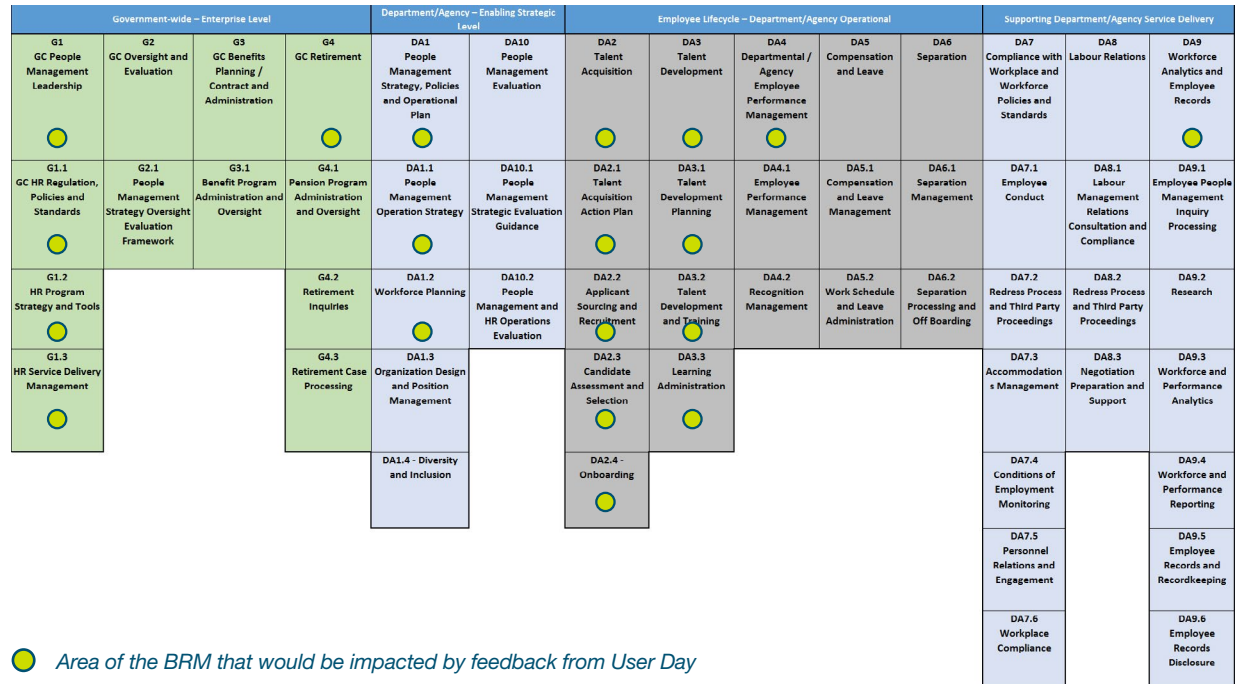 Government-wide – Enterprise Level
Department/Agency – Enabling Strategic
Level
Employee Lifecycle – Department/Agency Operational
Supporting Department/Agency Service Delivery
G1
GC People
Management
Leadership
G2
GC Oversight and
Evaluation
G3
GC Benefits
Planning /
Contract and
Administration
G4
GC Retirement
DA1
People
Management
Strategy, Policies
and Operational
Plan
DA10
People
Management
Evaluation
DA2
Talent
Acquisition
DA3
Talent
Development
DA4
Departmental /
Agency
Employee
Performance
Management
DA5
Compensation
and Leave
DA6
Separation
DA7
Compliance with
Workplace and
Workforce
Policies and
Standards
DA8
Labour Relations
DA9
Workforce
Analytics and
Employee
Records
G1.1
GC HR Regulation,
Policies and
Standards
G2.1
People
Management
Strategy Oversight
Evaluation
Framework
G3.1
Benefit Program
Administration and
Oversight
G4.1
Pension Program
Administration
and Oversight
DA1.1
People
Management
Operation Strategy
DA10.1
People
Management
Strategic Evaluation
Guidance
DA2.1
Talent
Acquisition
Action Plan
DA3.1
Talent
Development
Planning
DA4.1
Employee
Performance
Management
DA5.1
Compensation
and Leave
Management
DA6.1
Separation
Management
DA7.1
Employee
Conduct
DA8.1
Labour
Management
Relations
Consultation and
Compliance
DA9.1
Employee People
Management
Inquiry
Processing
G1.2
HR Program
Strategy and Tools
G4.2
Retirement
Inquiries
DA1.2
Workforce Planning
DA10.2
People
Management and
HR Operations
Evaluation
DA2.2
Applicant
Sourcing and
Recruitment
DA3.2
Talent
Development
and Training
DA4.2
Recognition
Management
DA5.2
Work Schedule
and Leave
Administration
DA6.2
Separation
Processing and
Off Boarding
DA7.2
Redress Process
and Third Party
Proceedings
DA8.2
Redress Process
and Third Party
Proceedings
DA9.2
Research
G1.3
HR Service Delivery
Management
G4.3
Retirement Case
Processing
DA1.3
Organization Design
and Position
Management
DA2.3
Candidate
Assessment and
Selection
DA3.3
Learning
Administration
DA7.3
Accommodation
s Management
DA8.3
Negotiation
Preparation and
Support
DA9.3
Workforce and
Performance
Analytics
DA1.4 - Diversity
and Inclusion
DA2.4 -
Onboarding
DA7.4
Conditions of
Employment
Monitoring
DA9.4
Workforce and
Performance
Reporting
DA7.5
Personnel
Relations and
Engagement
DA9.5
Employee
Records and
Recordkeeping
DA7.6
Workplace
Compliance
DA9.6
Employee
Records
Disclosure
Area of the BRM that would be impacted by feedback from User Day